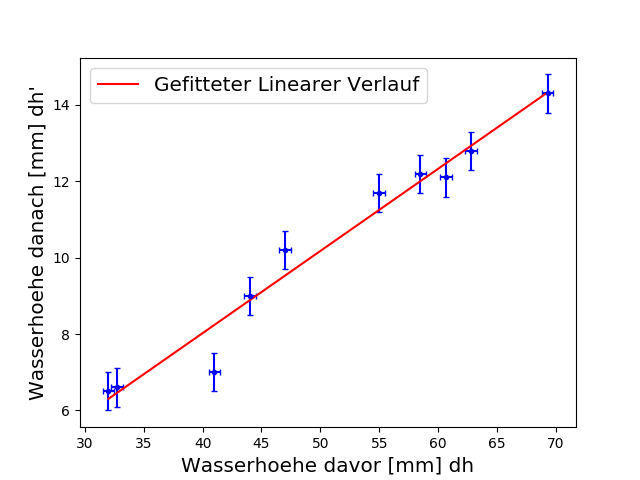 Gefitteter Linearer Verlauf
Wasserhoehe danach [mm] dh'
14
12
10
8
6
30 35 40 45 50 55 60 65 70
Wasserhoehe davor [mm] dh